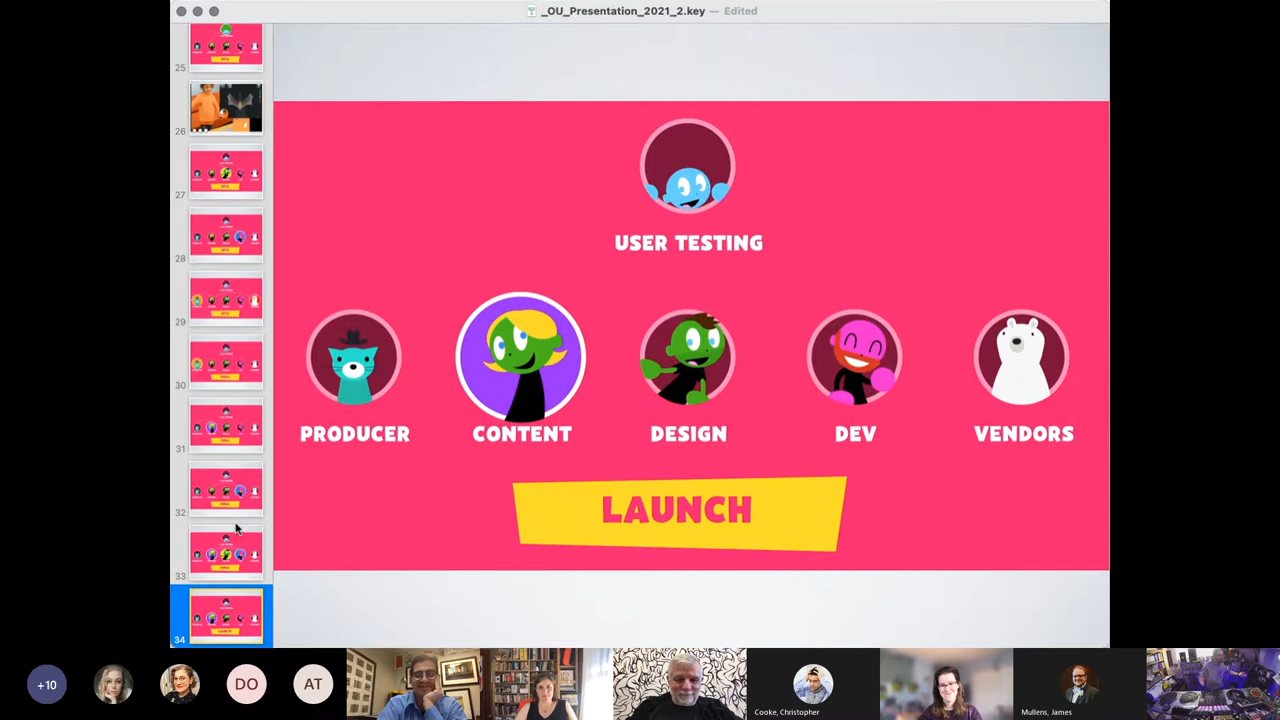 _OU_Presentation_2021_2.key — Edited
25
26
27
28
29
30
31
32
33
34
USER TESTING
PRODUCER
CONTENT
DESIGN
DEV
VENDORS
LAUNCH
+10
DO
AT
Cooke, Christopher
Mullens, James